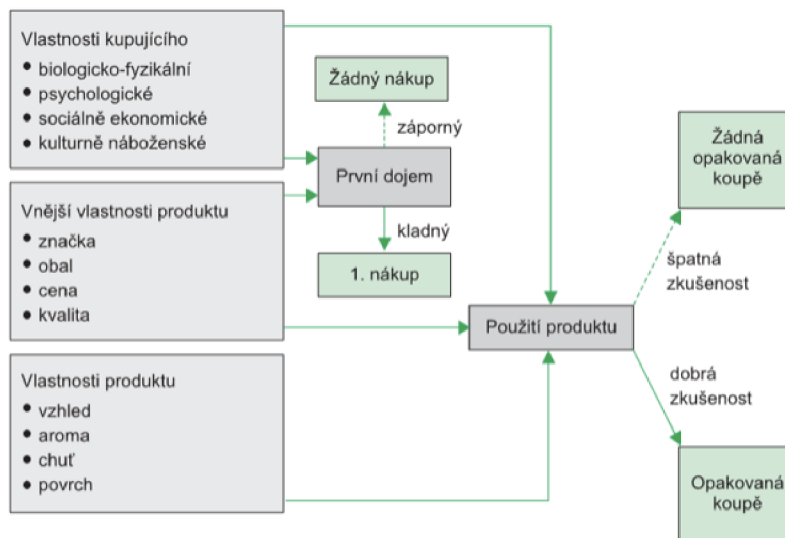 Vlastnosti kupujícího
• biologicko-fyzikální
• psychologické
• sociálně ekonomické
• kulturně náboženské
Vnější vlastnosti produktu
• značka
• obal
• cena
• kvalita
Vlastnosti produktu
• vzhled
• aroma
• chuť
• povrch
Žádný nákup
záporný
První dojem
kladný
1. nákup
Použití produktu
Žádná
opakovaná
koupě
špatná
zkušenost
dobrá
zkušenost
Opakovaná
koupě